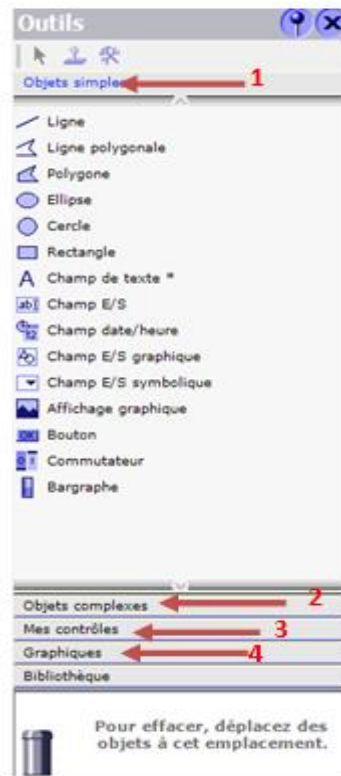 Outils
Objets simples 1
Ligne
Ligne polygonale
Polygone
Ellipse
Cercle
Rectangle
A Champ de texte *
ab Champ E/S
Champ date/heure
Champ E/S graphique
Champ E/S symbolique
Affichage graphique
OK Bouton
Commutateur
Bargraphe
Objets complexes 2
Mes contrôles 3
Graphiques 4
Bibliothèque
Pour effacer, déplacez des
objets à cet emplacement.